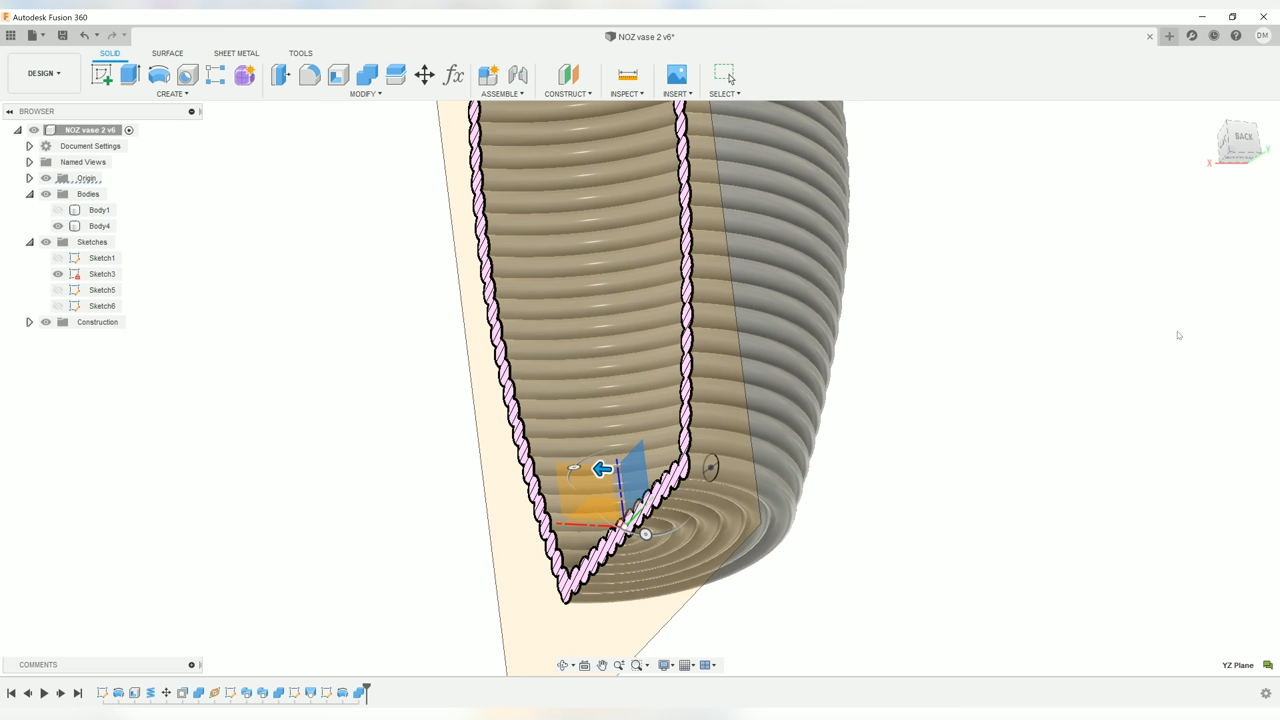 Autodesk Fusion 360
NOZ vase 2 v6*
DM
DESIGN
SOLID
SURFACE
SHEET METAL
TOOLS
CREATE
MODIFY
ASSEMBLE
CONSTRUCT
INSPECT
INSERT
SELECT
BROWSER
NOZ vase 2 v6
Document Settings
Named Views
Origin
Bodies
Body1
Body4
Sketches
Sketch1
Sketch3
Sketch5
Sketch6
Construction
BACK
X
Y
COMMENTS
YZ Plane